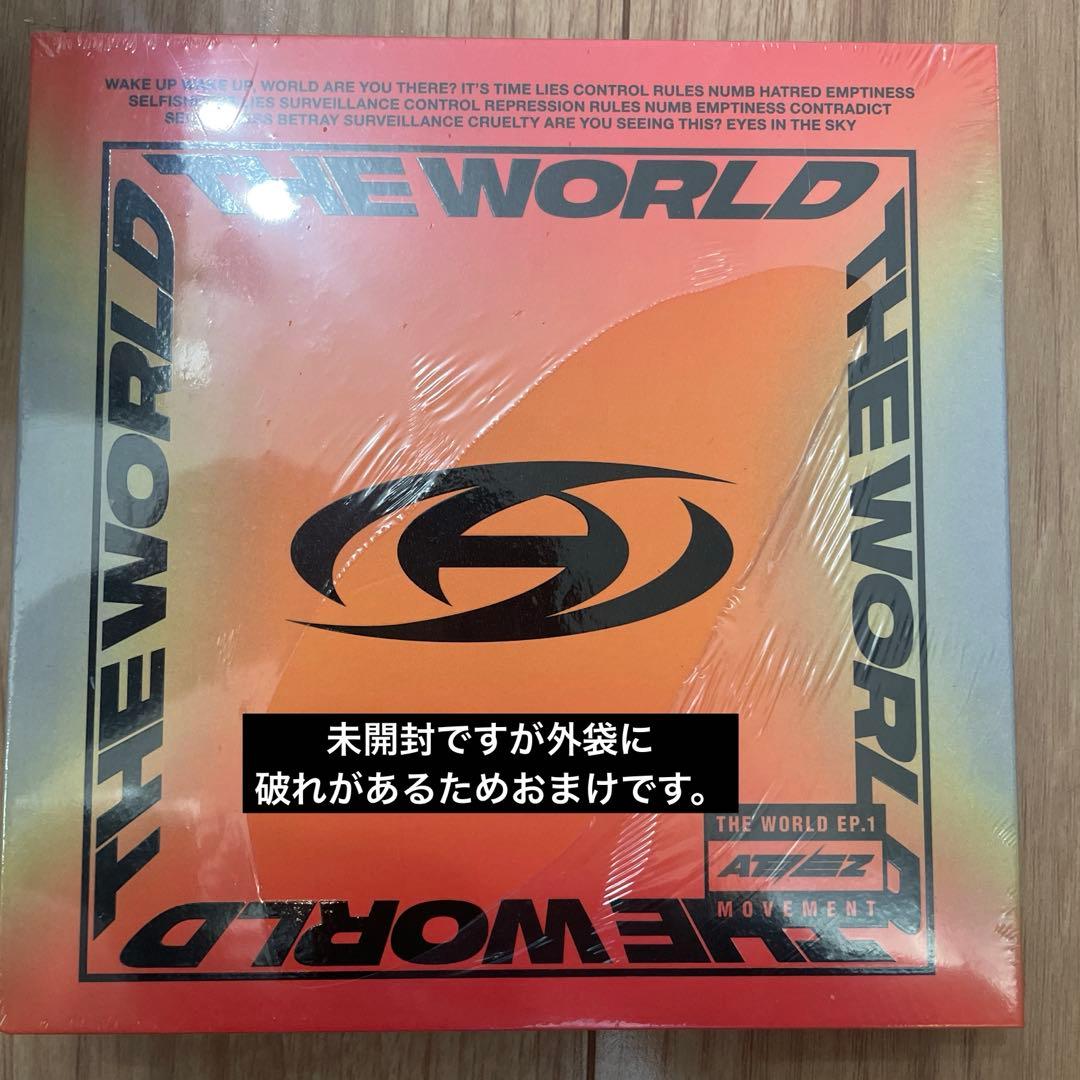 WAKE UP WAKE UP, WORLD ARE YOU THERE? IT'S TIME LIES CONTROL RULES NUMB HATRED EMPTINESS
SURVEILLANCE CONTROL REPRESSION RULES NUMB EMPTINESS CONTRADICT
BETRAY SURVEILLANCE CRUELTY ARE YOU SEEING THIS? EYES IN THE SKY
THE WORLD
THE WORLD
THE WORLD
未開封ですが外袋に
破れがあるためおまけです。
THE WORLD EP.1
ATEEZ
MOVEMENT
THE WORLD